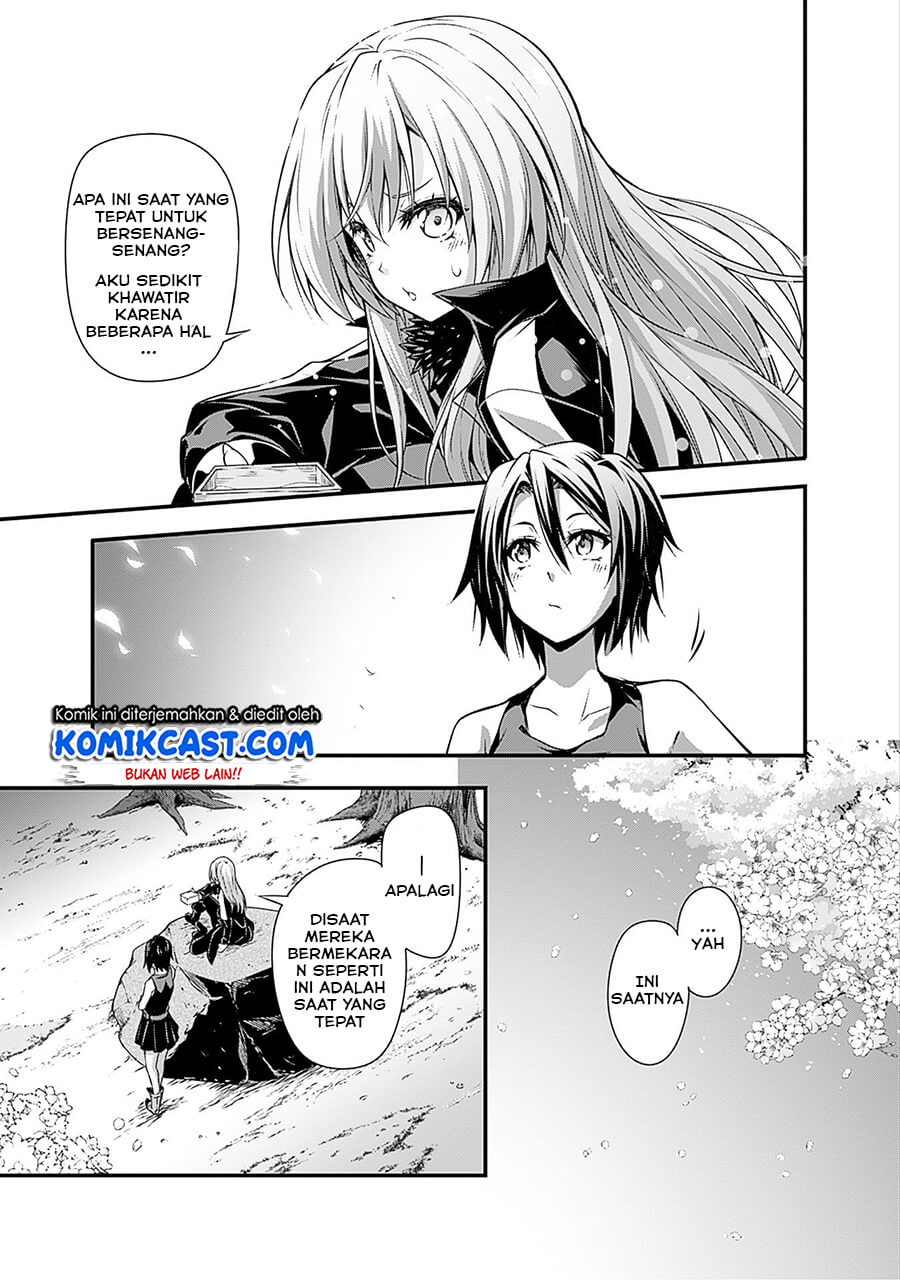 APA INI SAAT YANG
TEPAT UNTUK
BERSENANG-
SENANG?
AKU SEDIKIT
KHAWATIR
KARENA
BEBERAPA HAL
...
Komik ini diterjemahkan & diedit oleh
KOMIKCAST.COM
BUKAN WEB LAIN!!
...
YAH
INI
SAATNYA
I
APALAGI
DISAAT
MEREKA
BERMEKARA
N SEPERTI
INI ADALAH
SAAT YANG
TEPAT